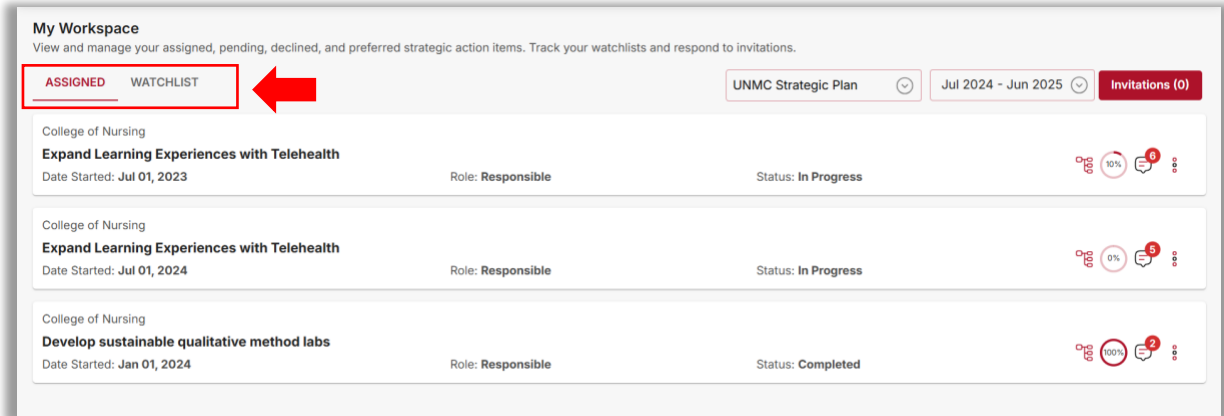 My Workspace
View and manage your assigned, pending, declined, and preferred strategic action items. Track your watchlists and respond to invitations.
ASSIGNED WATCHLIST UNMC Strategic Plan Jul 2024 - Jun 2025 Invitations (0)
College of Nursing
Expand Learning Experiences with Telehealth
Date Started: Jul 01, 2023 Role: Responsible Status: In Progress 10% 6
College of Nursing
Expand Learning Experiences with Telehealth
Date Started: Jul 01, 2024 Role: Responsible Status: In Progress 0% 5
College of Nursing
Develop sustainable qualitative method labs
Date Started: Jan 01, 2024 Role: Responsible Status: Completed 100% 2